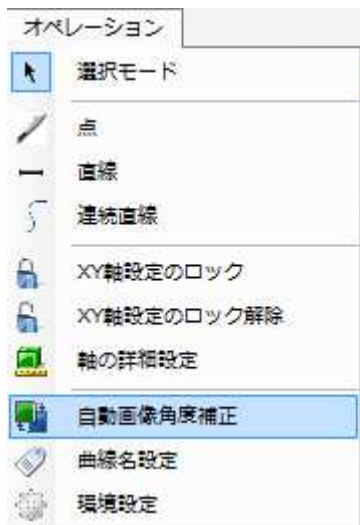 オペレーション
選択モード
点
直線
連続直線
XY軸設定のロック
XY軸設定のロック解除
軸の詳細設定
自動画像角度補正
曲線名設定
環境設定